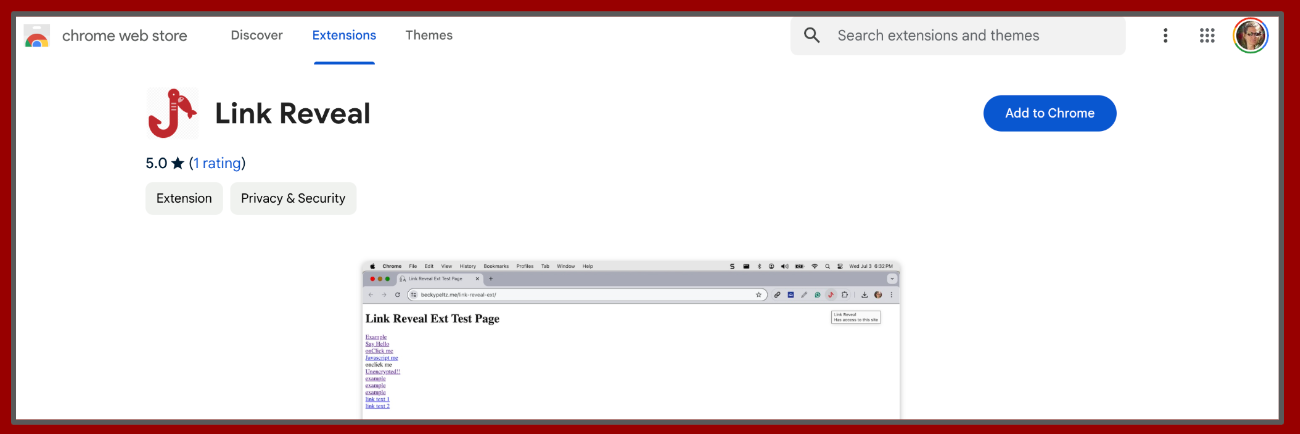 chrome web store Discover Extensions Themes Search extensions and themes
Link Reveal
Add to Chrome
5.0 ★ (1 rating)
Extension Privacy & Security
Chrome File Edit View History Bookmarks Profiles Tab Window Help Wed Jul 3 6:32 PM
Link Reveal Ext Test Page
beckypeltz.me/link-reveal-ext/
Link Reveal
Has access to this site
Link Reveal Ext Test Page
Example
Say Hello
onClick me
Javascript me
onclick me
Unencrypted!!
example
example
example
link text 1
link text 2